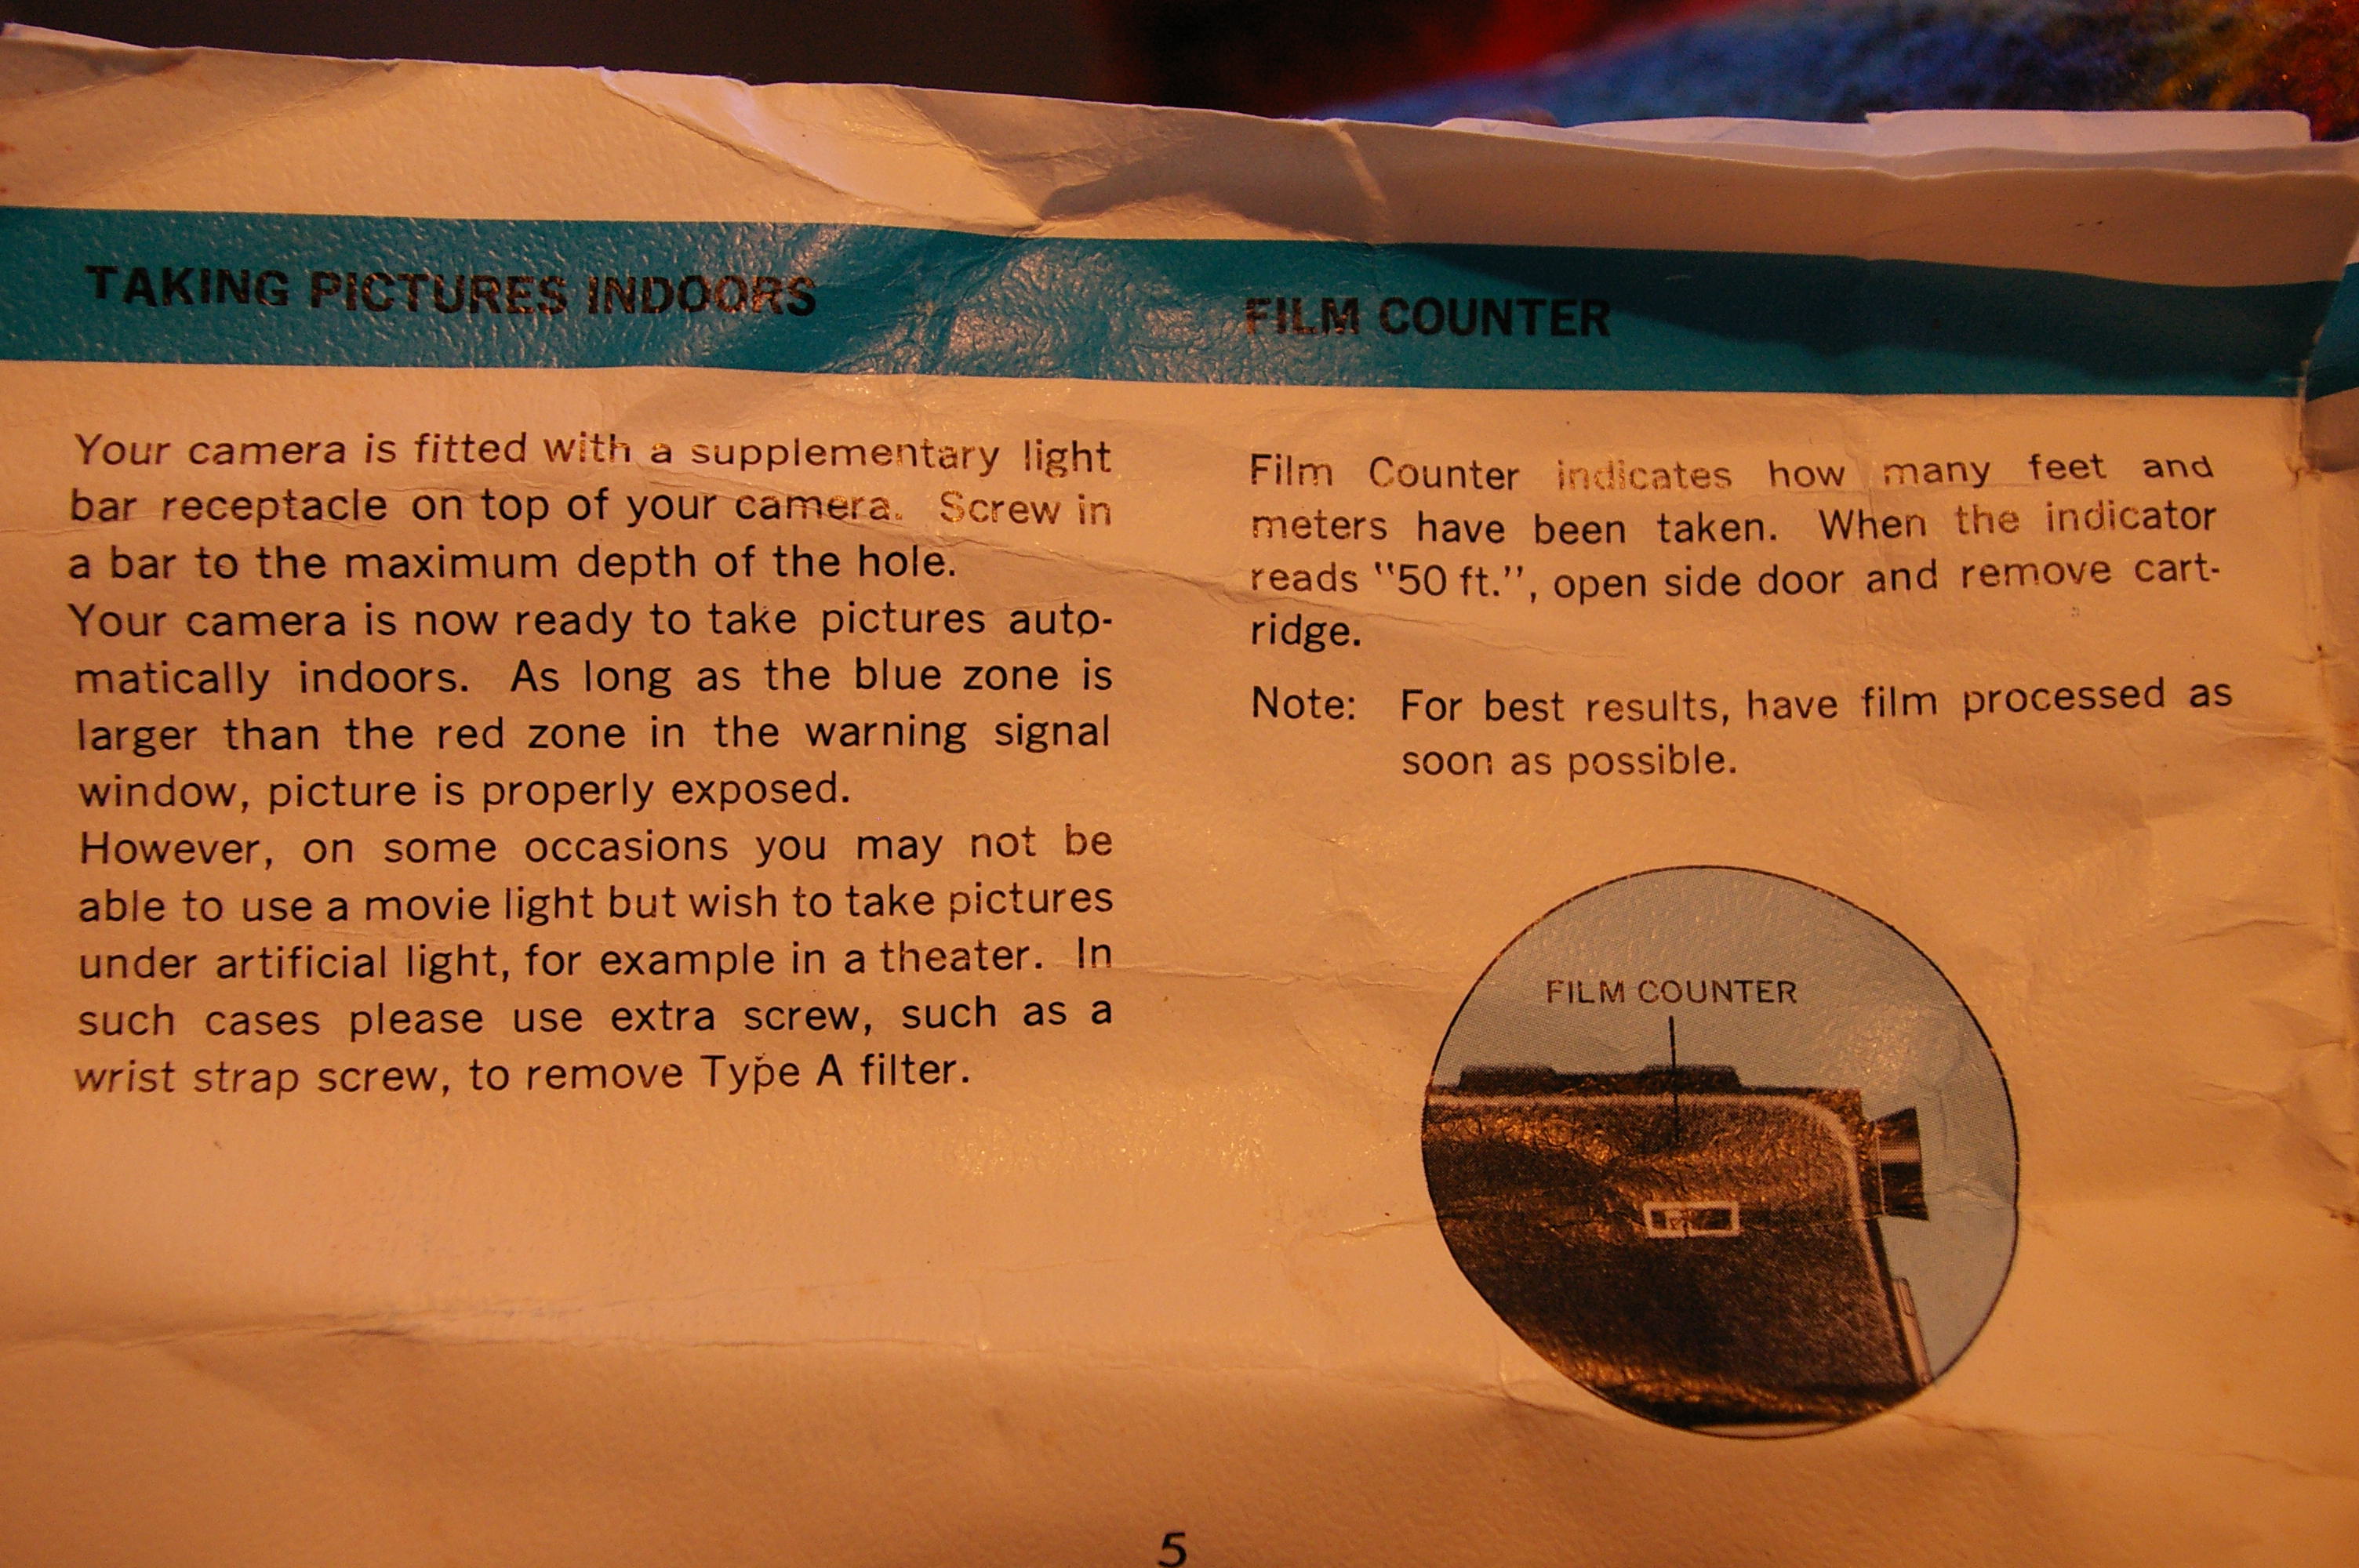 TAKING PICTURES INDOORS
Your camera is fitted with a supplementary light
bar receptacle on top of your camera. Screw in
a bar to the maximum depth of the hole.
Your camera is now ready to take pictures auto-
matically indoors. As long as the blue zone is
larger than the red zone in the warning signal
window, picture is properly exposed.
However, on some occasions you may not be
able to use a movie light but wish to take pictures
under artificial light, for example in a theater. In
such cases please use extra screw, such as a
wrist strap screw, to remove Type A filter.
FILM COUNTER
Film Counter indicates how many feet and
meters have been taken. When the indicator
reads "50 ft.", open side door and remove cart-
ridge.
Note: For best results, have film processed as
soon as possible.
FILM COUNTER
5